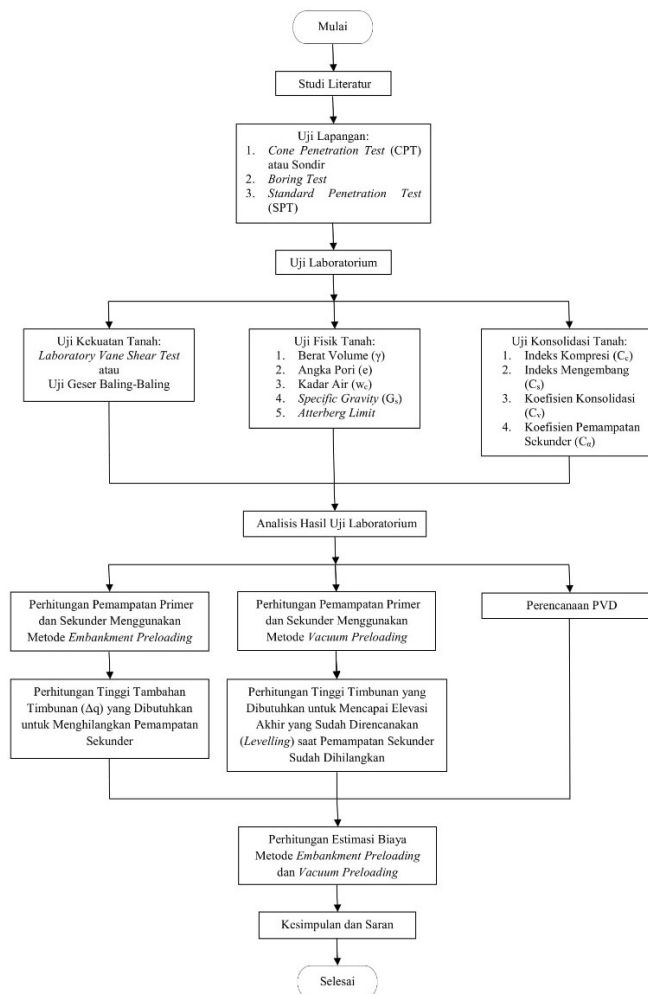 Mulai
Studi Literatur
Uji Lapangan:
1. Cone Penetration Test (CPT)
atau Sondir
2. Boring Test
3. Standard Penetration Test
(SPT)
Uji Laboratorium
Uji Kekuatan Tanah:
Laboratory Vane Shear Test
atau
Uji Geser Baling-Baling
Uji Fisik Tanah:
1. Berat Volume (γ)
2. Angka Pori (e)
3. Kadar Air (wc)
4. Specific Gravity (Gs)
5. Atterberg Limit
Uji Konsolidasi Tanah:
1. Indeks Kompresi (Cc)
2. Indeks Mengembang
(Cs)
3. Koefisien Konsolidasi
(Cv)
4. Koefisien Pemampatan
Sekunder (Cα)
Analisis Hasil Uji Laboratorium
Perhitungan Pemampatan Primer
dan Sekunder Menggunakan
Metode Embankment Preloading
Perhitungan Pemampatan Primer
dan Sekunder Menggunakan
Metode Vacuum Preloading
Perencanaan PVD
Perhitungan Tinggi Tambahan
Timbunan (Δq) yang Dibutuhkan
untuk Menghilangkan Pemampatan
Sekunder
Perhitungan Tinggi Timbunan yang
Dibutuhkan untuk Mencapai Elevasi
Akhir yang Sudah Direncanakan
(Levelling) saat Pemampatan Sekunder
Sudah Dihilangkan
Perhitungan Estimasi Biaya
Metode Embankment Preloading
dan Vacuum Preloading
Kesimpulan dan Saran
Selesai